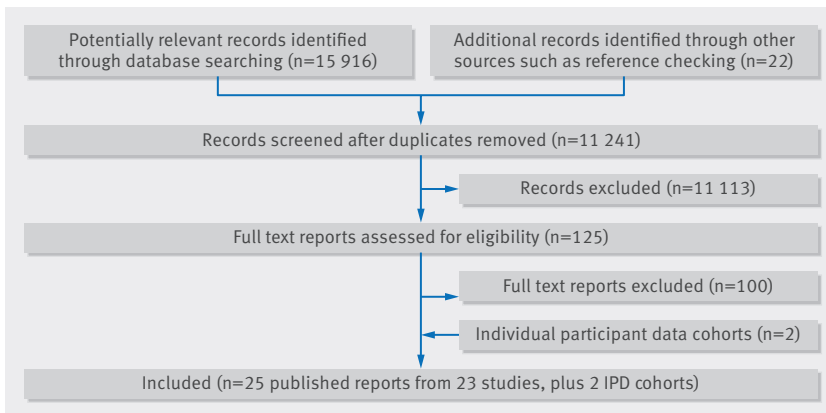 Potentially relevant records identified
through database searching (n=15 916)
Additional records identified through other
sources such as reference checking (n=22)
Records screened after duplicates removed (n=11 241)
Records excluded (n=11 113)
Full text reports assessed for eligibility (n=125)
Full text reports excluded (n=100)
Individual participant data cohorts (n=2)
Included (n=25 published reports from 23 studies, plus 2 IPD cohorts)